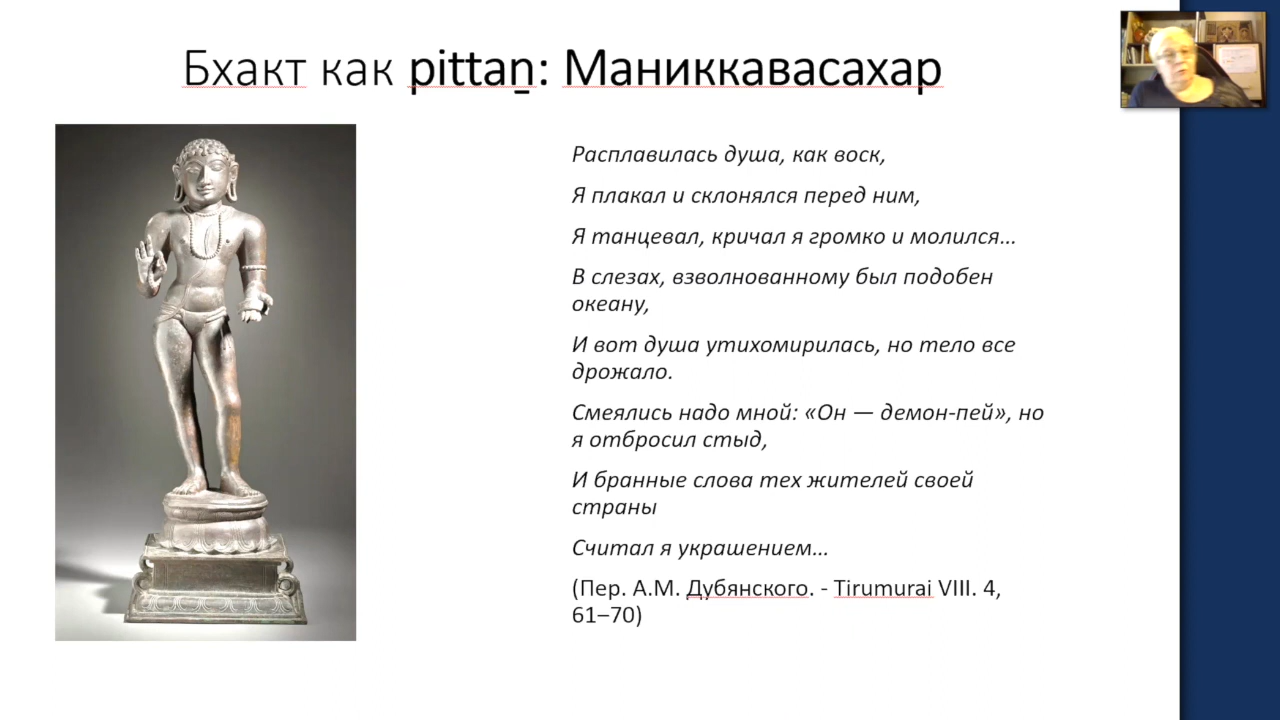 Бхакт как pittaṉ: Маниккавасахар
Расплавилась душа, как воск,
Я плакал и склонялся перед ним,
Я танцевал, кричал я громко и молился…
В слезах, взволнованному был подобен
океану,
И вот душа утихомирилась, но тело все
дрожало.
Смеялись надо мной: «Он — демон-пей», но
я отбросил стыд,
И бранные слова тех жителей своей
страны
Считал я украшением…
(Пер. А.М. Дубянского. - Tirumurai VIII. 4,
61–70)